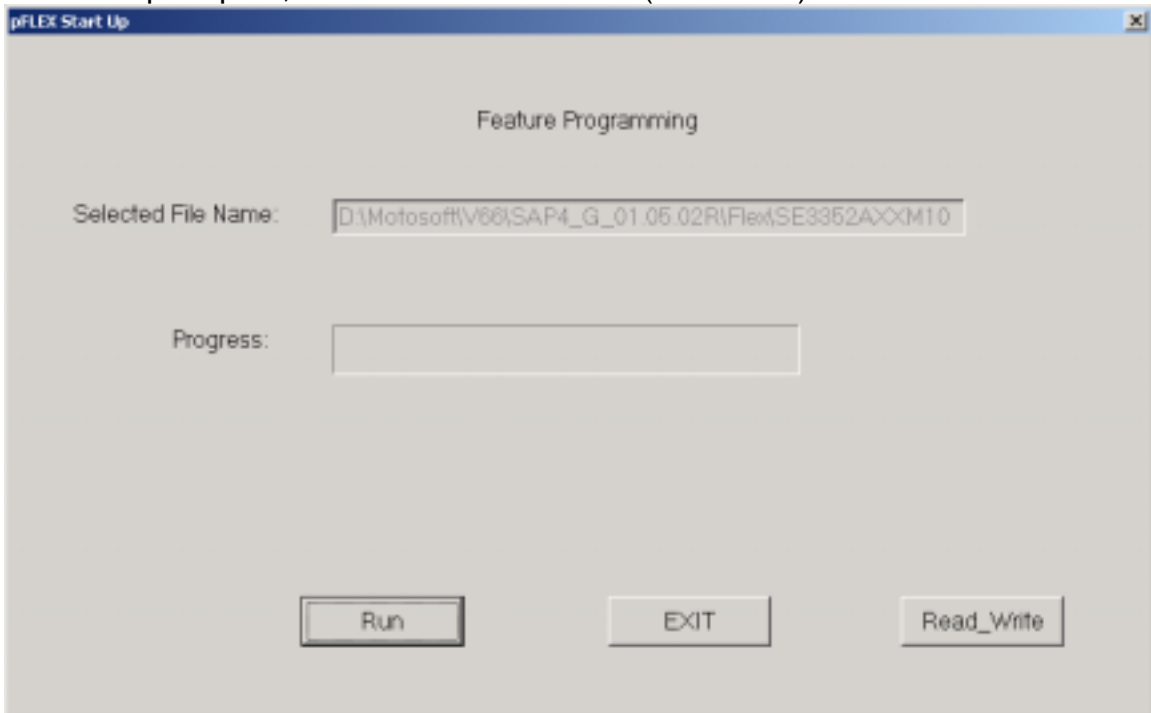 pFLEX Start Up
Feature Programming
Selected File Name: D:\Motosoft\V66\SAP4_G_01.05.02R\Flex\SE3352AXXM10
Progress:
Run EXIT Read_Write